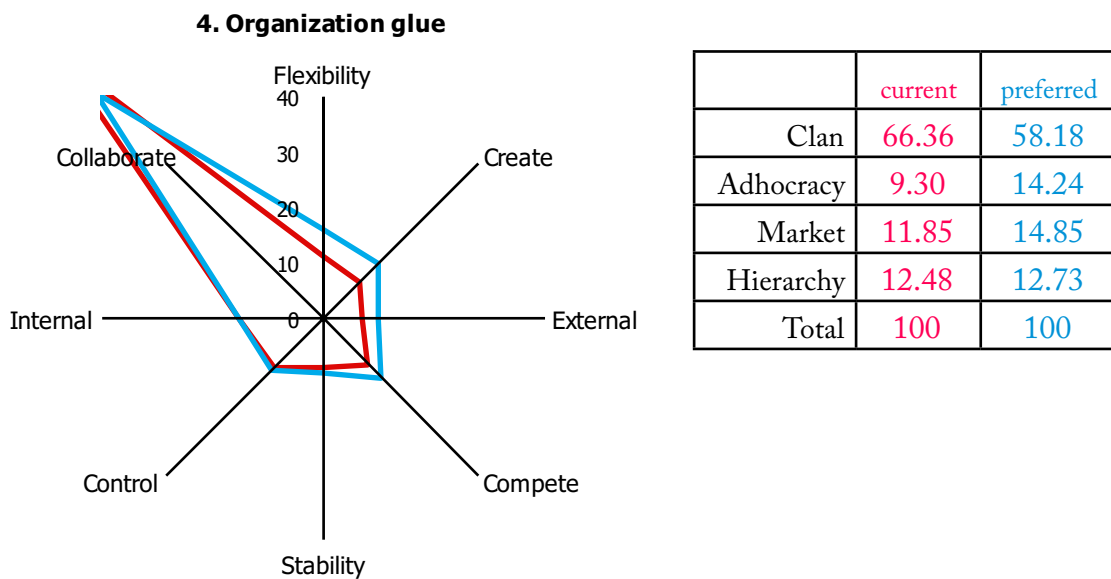 4. Organization glue
Flexibility
40
30
20
10
0
Collaborate
Create
Internal
External
Control
Compete
Stability
current preferred
Clan 66.36 58.18
Adhocracy 9.30 14.24
Market 11.85 14.85
Hierarchy 12.48 12.73
Total 100 100